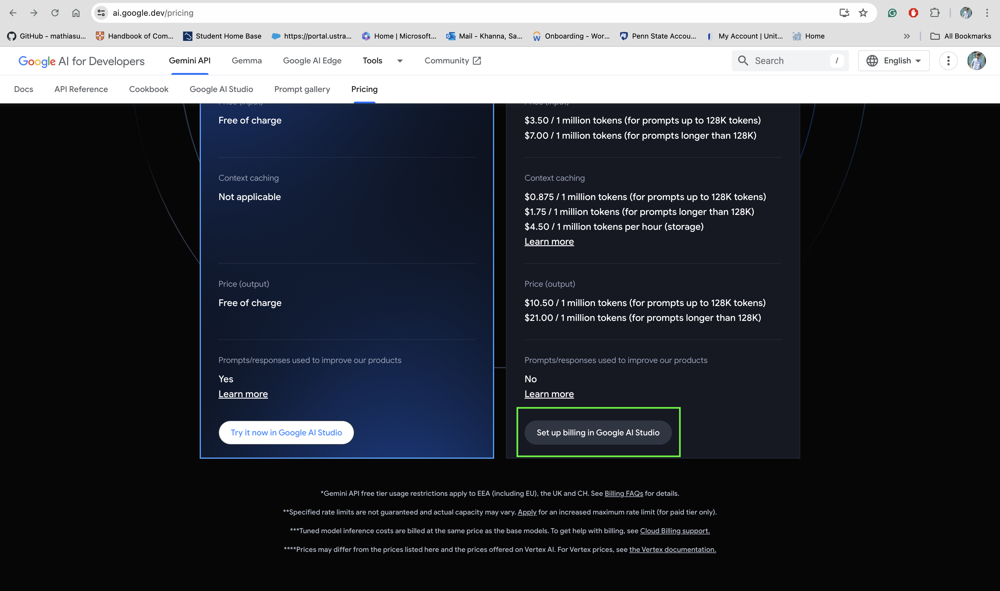 ai.google.dev/pricing
GitHub - mathiasu...
Handbook of Com...
Student Home Base
https://portal.ustra...
Home | Microsoft...
Mail - Khanna, Sa...
Onboarding - Wor...
Penn State Accou...
My Account | Unit...
Home
All Bookmarks
Google AI for Developers
Gemini API
Gemma
Google AI Edge
Tools
Community
Search
/
English
Docs
API Reference
Cookbook
Google AI Studio
Prompt gallery
Pricing
Price (input)
Free of charge
Context caching
Not applicable
Price (output)
Free of charge
Prompts/responses used to improve our products
Yes
Learn more
Try it now in Google AI Studio
Price (input)
$3.50 / 1 million tokens (for prompts up to 128K tokens)
$7.00 / 1 million tokens (for prompts longer than 128K)
Context caching
$0.875 / 1 million tokens (for prompts up to 128K tokens)
$1.75 / 1 million tokens (for prompts longer than 128K)
$4.50 / 1 million tokens per hour (storage)
Learn more
Price (output)
$10.50 / 1 million tokens (for prompts up to 128K tokens)
$21.00 / 1 million tokens (for prompts longer than 128K)
Prompts/responses used to improve our products
No
Learn more
Set up billing in Google AI Studio
*Gemini API free tier usage restrictions apply to EEA (including EU), the UK and CH. See Billing FAQs for details.
**Specified rate limits are not guaranteed and actual capacity may vary. Apply for an increased maximum rate limit (for paid tier only).
***Tuned model inference costs are billed at the same price as the base models. To get help with billing, see Cloud Billing support.
****Prices may differ from the prices listed here and the prices offered on Vertex AI. For Vertex prices, see the Vertex documentation.